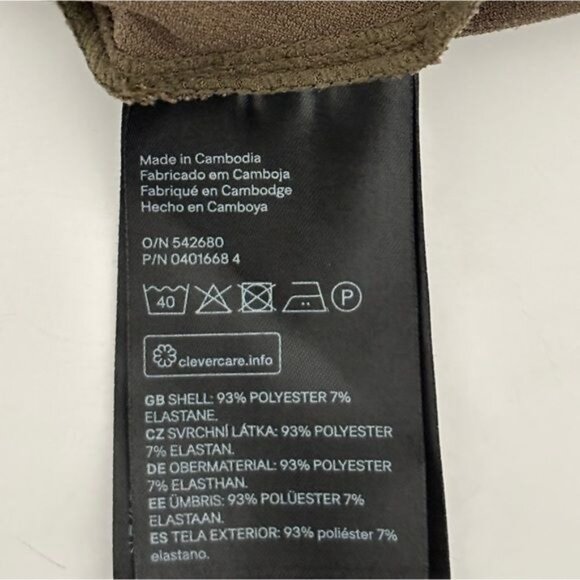 Made in Cambodia
Fabricado em Camboja
Fabriqué en Cambodge
Hecho en Camboya
O/N 542680
P/N 0401668 4
40 P
clevercare.info
GB SHELL: 93% POLYESTER 7%
ELASTANE.
CZ SVRCHNÍ LÁTKA: 93% POLYESTER
7% ELASTAN.
DE OBERMATERIAL: 93% POLYESTER
7% ELASTHAN.
EE ÜMBRIS: 93% POLÜESTER 7%
ELASTAAN.
ES TELA EXTERIOR: 93% poliéster 7%
elastano.